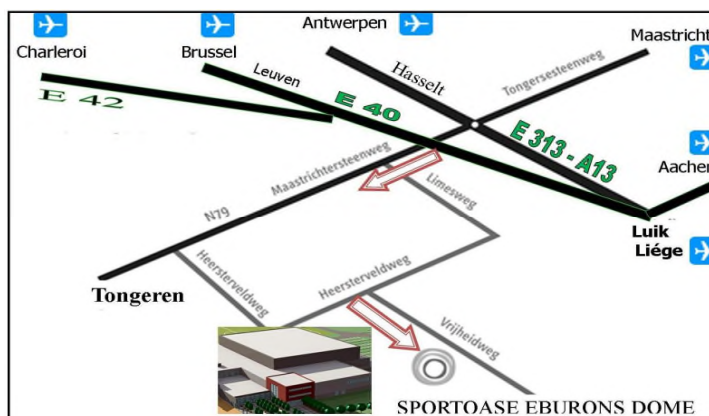 Antwerpen
Charleroi
Brussel
Maastricht
Leuven
Hasselt
Tongersesteenweg
E 42
E 40
E 313 - A13
Aachen
Maastrichtersteenweg
Limesweg
N79
Luik
Liége
Heersterveldweg
Heersterveldweg
Tongeren
Vrijheidweg
SPORTOASE EBURONS DOME